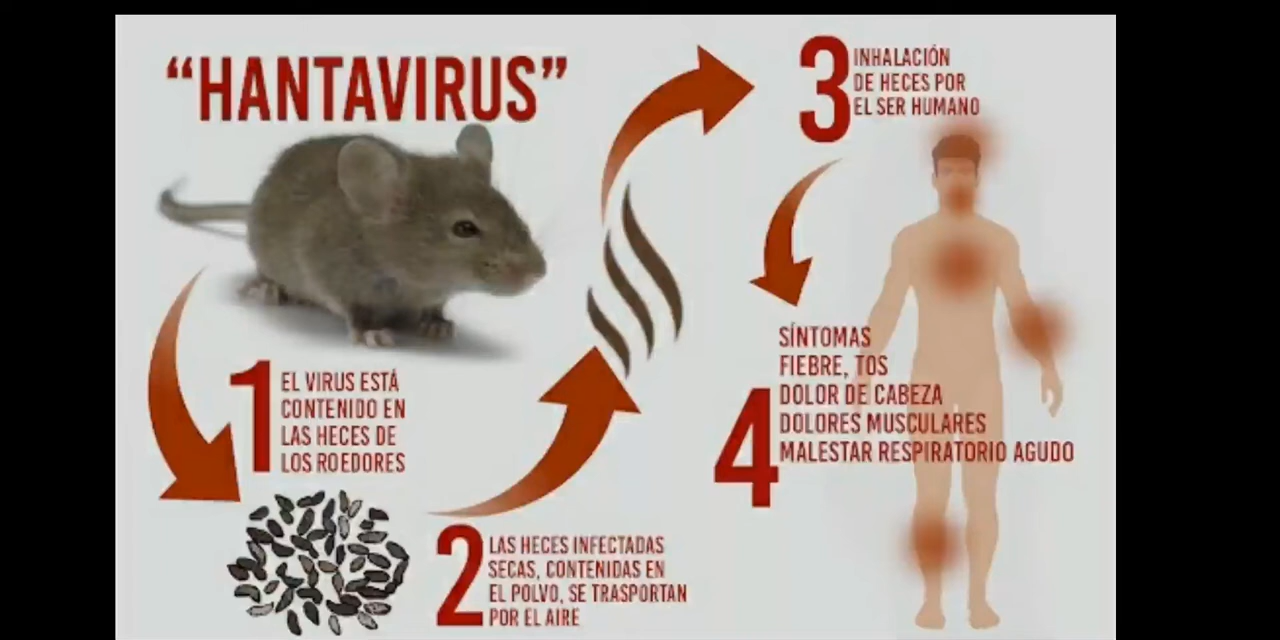 “HANTAVIRUS”
1
EL VIRUS ESTÁ
CONTENIDO EN
LAS HECES DE
LOS ROEDORES
2
LAS HECES INFECTADAS
SECAS, CONTENIDAS EN
EL POLVO, SE TRASPORTAN
POR EL AIRE
3
INHALACIÓN
DE HECES POR
EL SER HUMANO
4
SÍNTOMAS
FIEBRE, TOS
DOLOR DE CABEZA
DOLORES MUSCULARES
MALESTAR RESPIRATORIO AGUDO